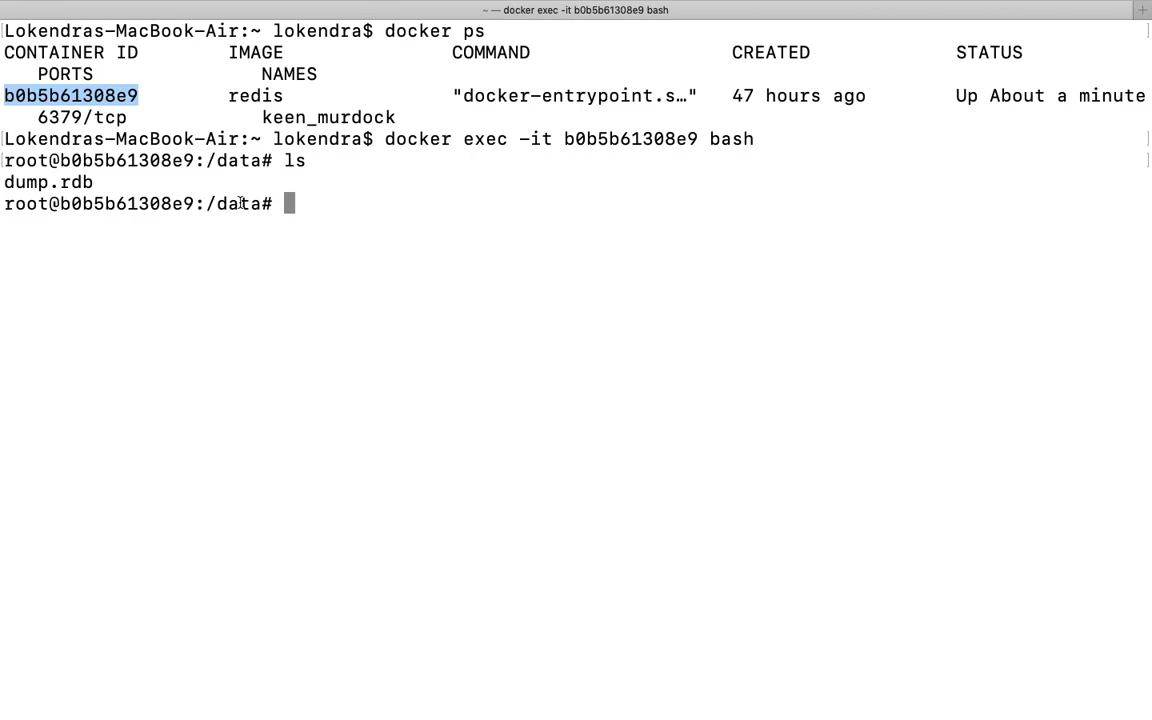 ~ — docker exec -it b0b5b61308e9 bash
Lokendras-MacBook-Air:~ lokendra$ docker ps
CONTAINER ID        IMAGE               COMMAND                  CREATED             STATUS
   PORTS               NAMES
b0b5b61308e9        redis               "docker-entrypoint.s…"   47 hours ago        Up About a minute
   6379/tcp            keen_murdock
Lokendras-MacBook-Air:~ lokendra$ docker exec -it b0b5b61308e9 bash
root@b0b5b61308e9:/data# ls
dump.rdb
root@b0b5b61308e9:/data#